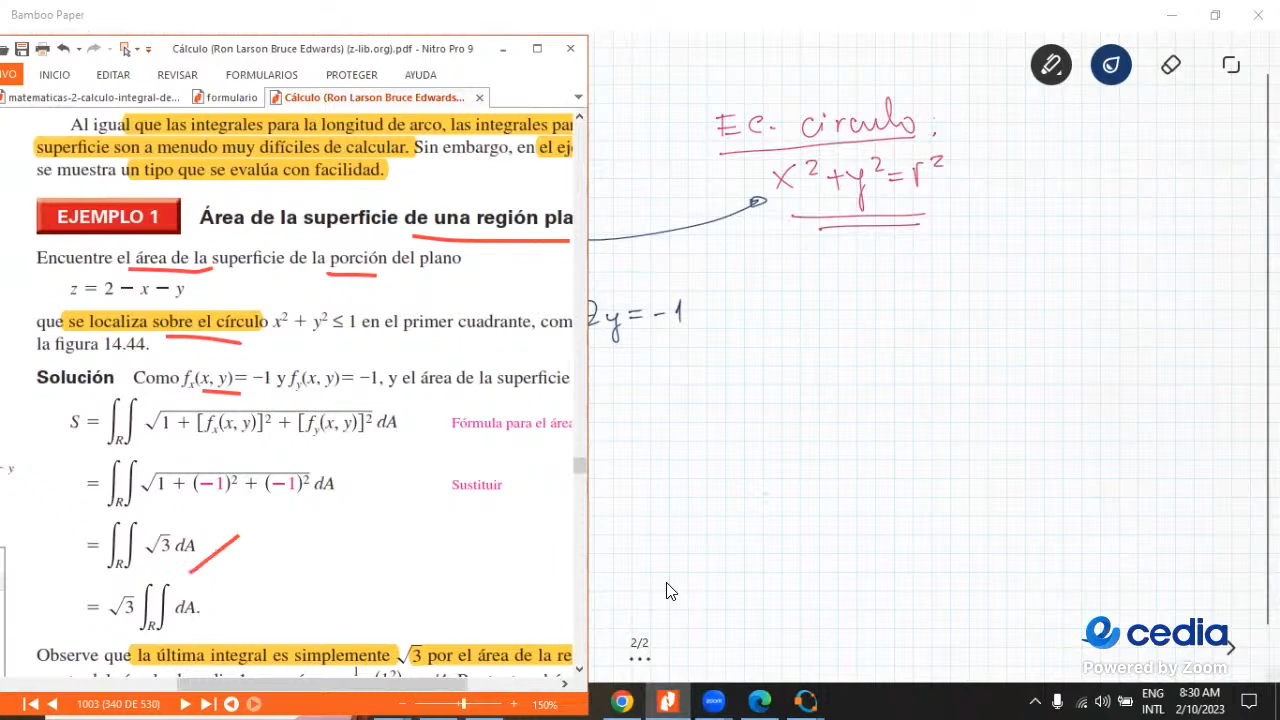 Bamboo Paper
Cálculo (Ron Larson Bruce Edwards) (z-lib.org).pdf - Nitro Pro 9
VO INICIO EDITAR REVISAR FORMULARIOS PROTEGER AYUDA
matematicas-2-calculo-integral-de... formulario Cálculo (Ron Larson Bruce Edwards...
Al igual que las integrales para la longitud de arco, las integrales par
superficie son a menudo muy difíciles de calcular. Sin embargo, en el eje
se muestra un tipo que se evalúa con facilidad.
EJEMPLO 1 Área de la superficie de una región pla
Encuentre el área de la superficie de la porción del plano
z = 2 − x − y
que se localiza sobre el círculo x² + y² ≤ 1 en el primer cuadrante, com
la figura 14.44.
Solución Como fₓ(x, y)= −1 y f_y(x, y)= −1, y el área de la superficie
S = ∬_R √(1 + [fₓ(x, y)]² + [f_y(x, y)]²) dA Fórmula para el área
= ∬_R √(1 + (−1)² + (−1)²) dA Sustituir
= ∬_R √3 dA
= √3 ∬_R dA.
Observe que la última integral es simplemente √3 por el área de la re
y
Ec. círculo:
x² + y² = r²
2y = -1
2/2
cedia
Powered by Zoom
1003 (340 DE 530)
150%
ENG
INTL
8:30 AM
2/10/2023